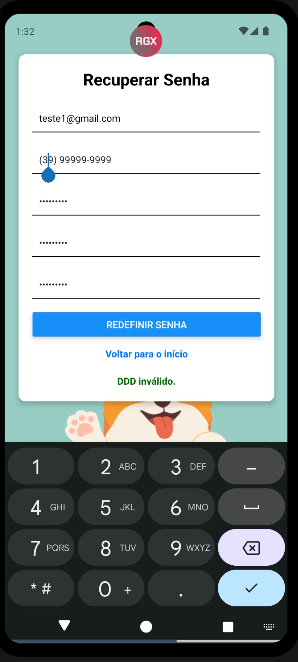 1:32
RGX
Recuperar Senha
teste1@gmail.com
(39) 99999-9999
•••••••••
•••••••••
•••••••••
REDEFINIR SENHA
Voltar para o início
DDD inválido.
1 2 ABC 3 DEF –
4 GHI 5 JKL 6 MNO
7 PQRS 8 TUV 9 WXYZ
* # 0 + .